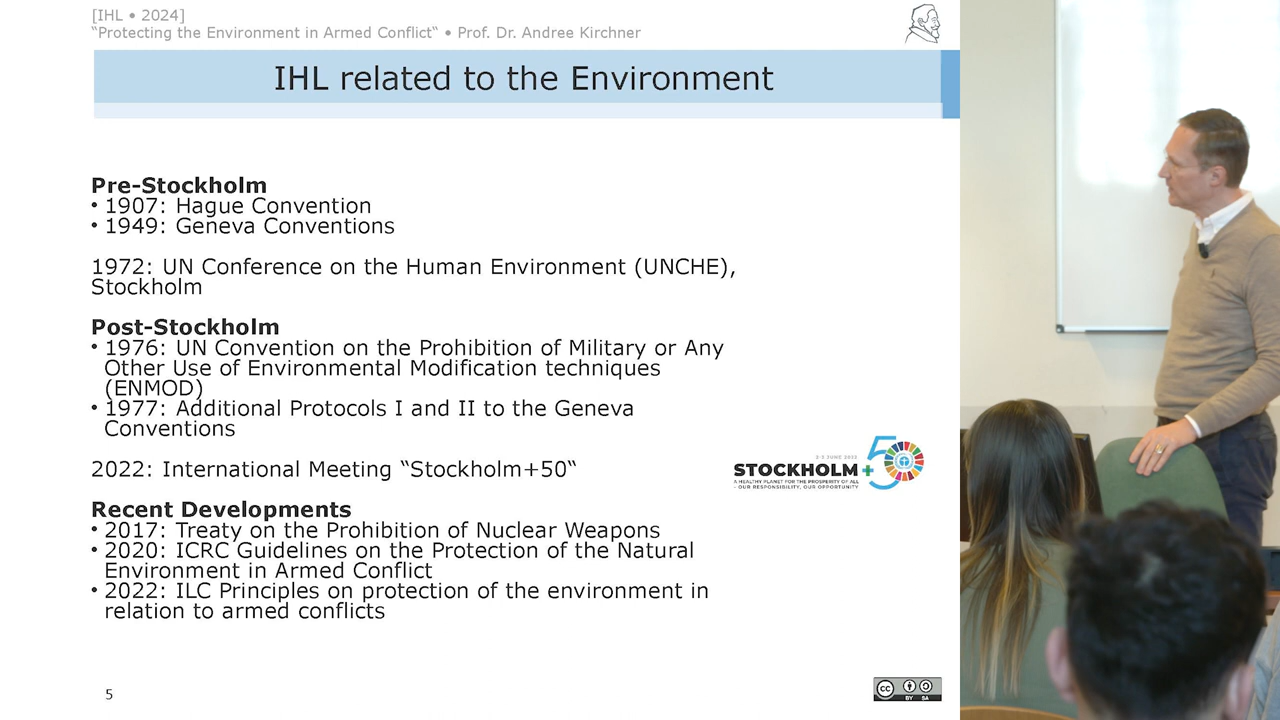 [IHL • 2024]
“Protecting the Environment in Armed Conflict“ • Prof. Dr. Andree Kirchner
IHL related to the Environment
Pre-Stockholm
• 1907: Hague Convention
• 1949: Geneva Conventions
1972: UN Conference on the Human Environment (UNCHE),
Stockholm
Post-Stockholm
• 1976: UN Convention on the Prohibition of Military or Any
Other Use of Environmental Modification techniques
(ENMOD)
• 1977: Additional Protocols I and II to the Geneva
Conventions
2022: International Meeting “Stockholm+50“
2-3 JUNE 2022
STOCKHOLM+50
A HEALTHY PLANET FOR THE PROSPERITY OF ALL
- OUR RESPONSIBILITY, OUR OPPORTUNITY
Recent Developments
• 2017: Treaty on the Prohibition of Nuclear Weapons
• 2020: ICRC Guidelines on the Protection of the Natural
Environment in Armed Conflict
• 2022: ILC Principles on protection of the environment in
relation to armed conflicts
5
CC BY SA